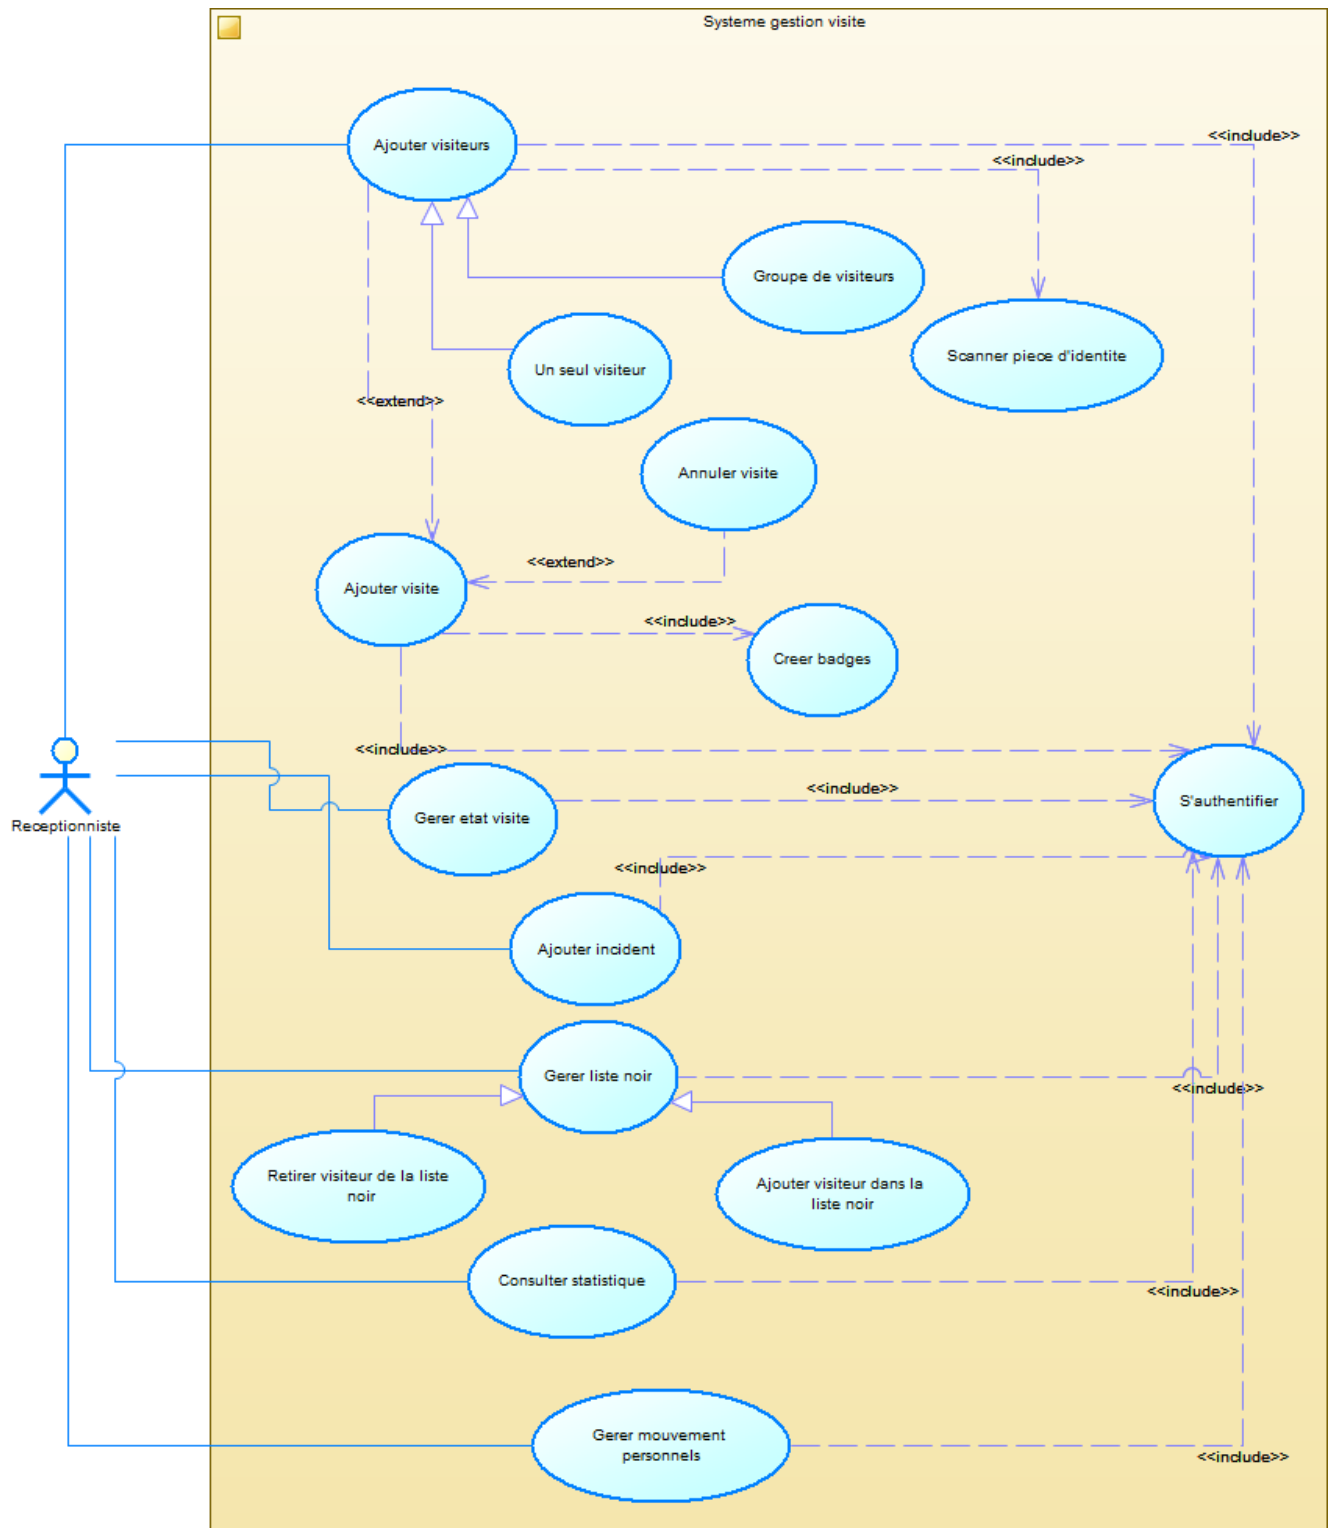 Systeme gestion visite
Ajouter visiteurs
<<include>>
<<include>>
Groupe de visiteurs
Scanner piece d'identite
Un seul visiteur
<<extend>>
Annuler visite
<<extend>>
Ajouter visite
<<include>>
Creer badges
<<include>>
<<include>>
S'authentifier
Gerer etat visite
Receptionniste
<<include>>
Ajouter incident
Gerer liste noir
<<include>>
Retirer visiteur de la liste
noir
Ajouter visiteur dans la
liste noir
Consulter statistique
<<include>>
Gerer mouvement
personnels
<<include>>